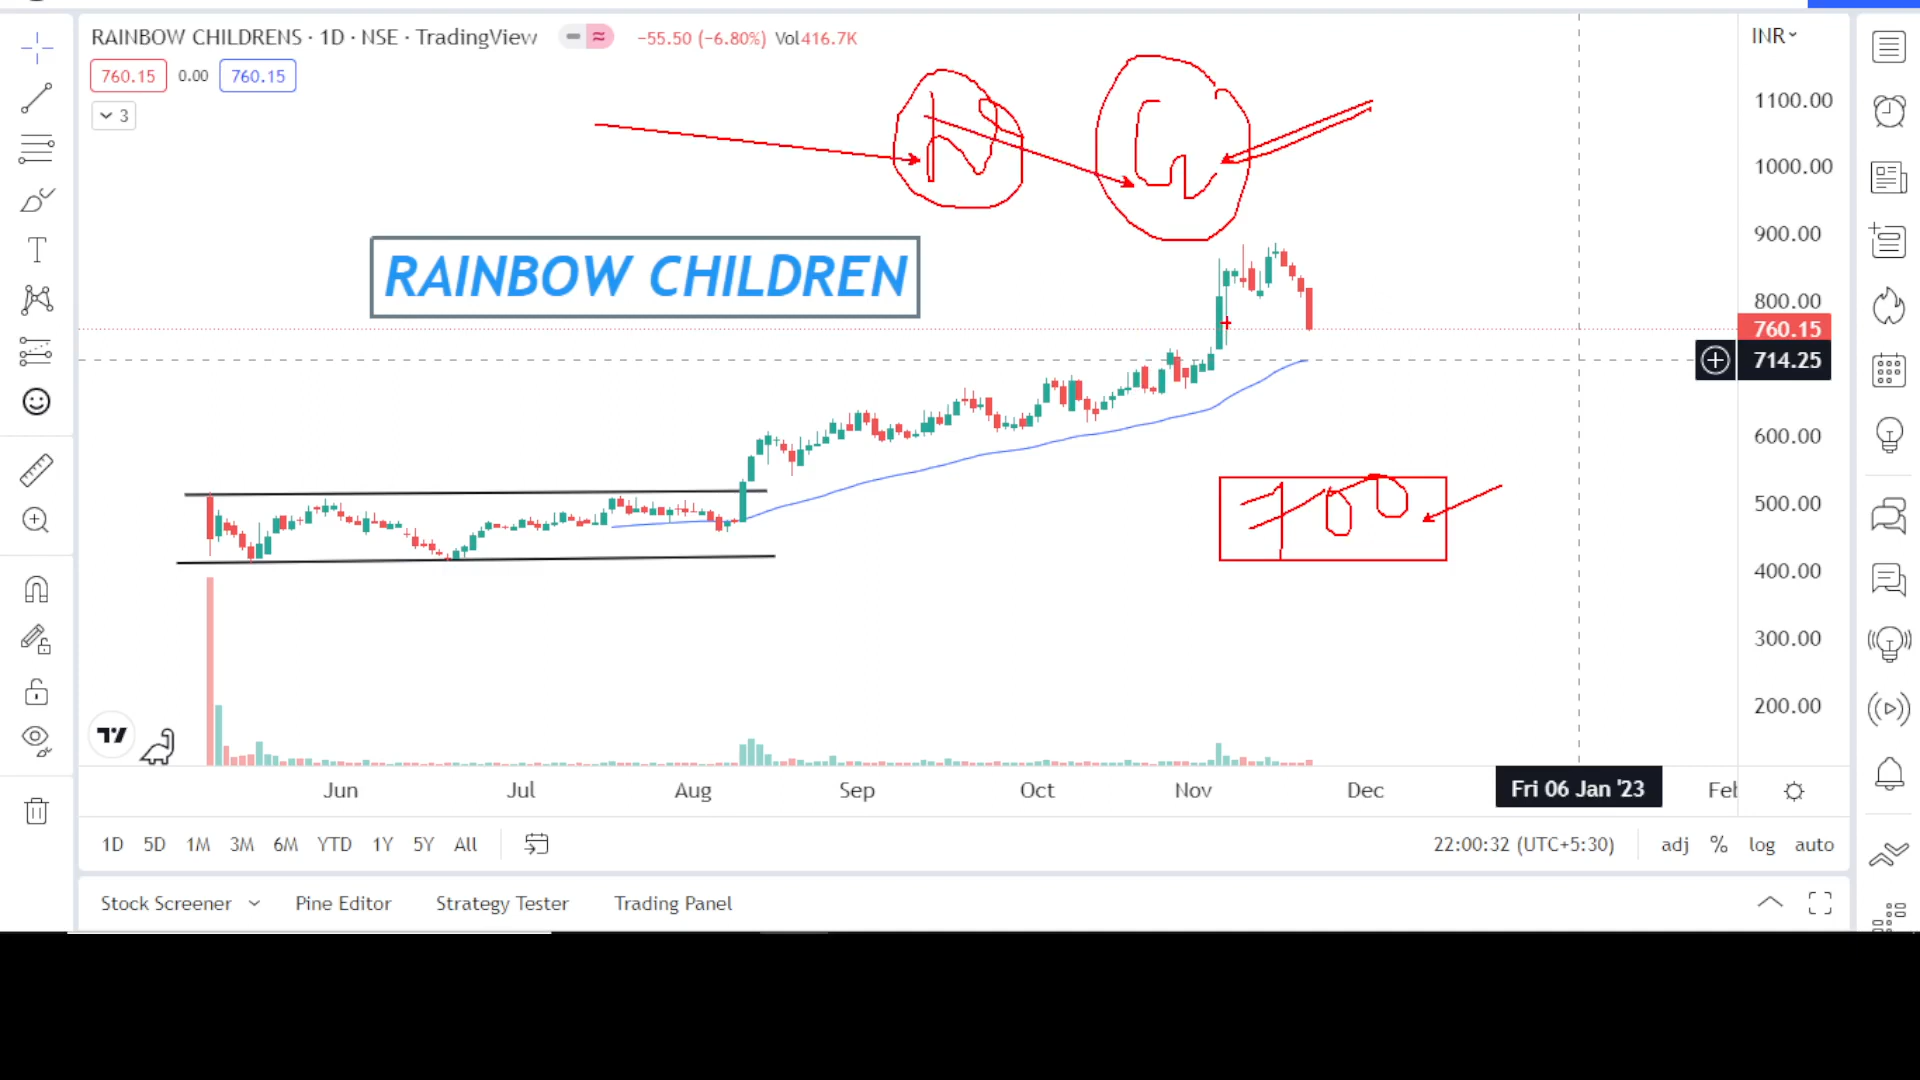 RAINBOW CHILDRENS · 1D · NSE · TradingView −55.50 (−6.80%) Vol416.7K
INR
760.15 0.00 760.15
3
1100.00
1000.00
900.00
800.00
760.15
714.25
600.00
500.00
400.00
300.00
200.00
RAINBOW CHILDREN
700
Jun Jul Aug Sep Oct Nov Dec Fri 06 Jan '23 Feb
1D 5D 1M 3M 6M YTD 1Y 5Y All 22:00:32 (UTC+5:30) adj % log auto
Stock Screener Pine Editor Strategy Tester Trading Panel